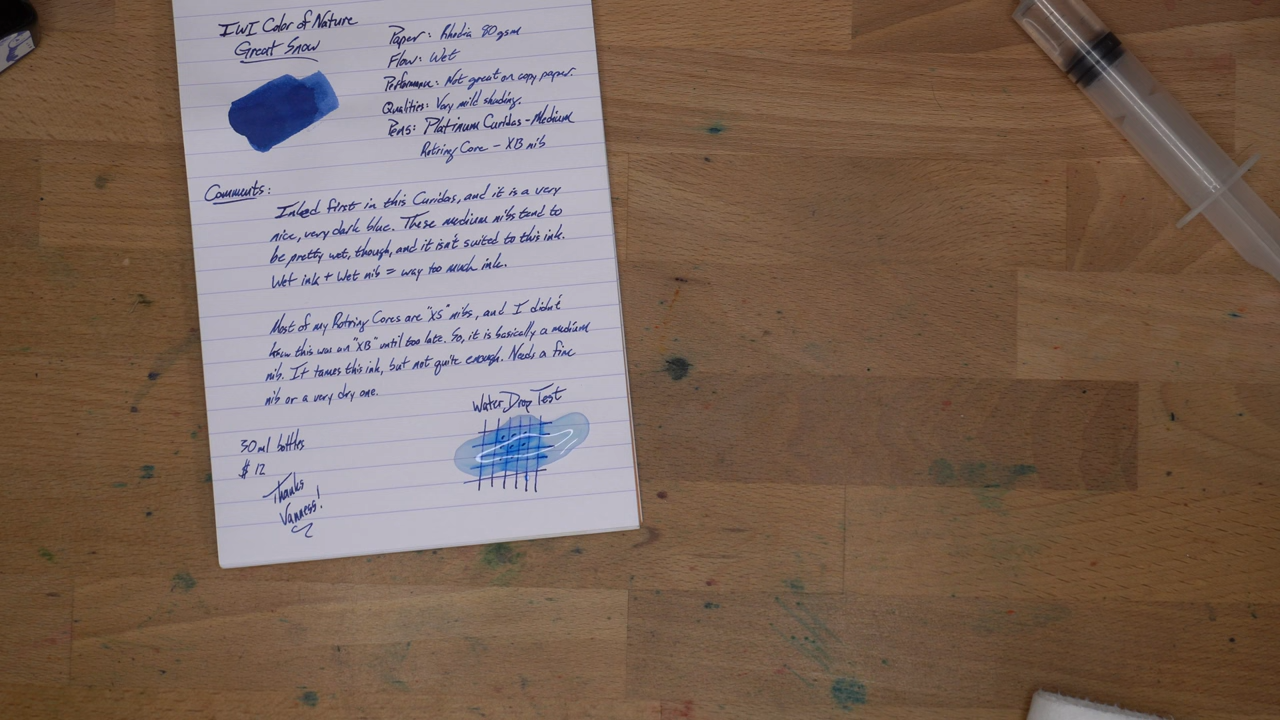 IWI Color of Nature
Great Snow
Paper: Rhodia 80 gsm
Flow: Wet
Performance: Not great on copy paper.
Qualities: Very mild shading.
Pens: Platinum Curidas - Medium
Rotring Core - XB nib
Comments:
Inked first in this Curidas, and it is a very
nice, very dark blue. These medium nibs tend to
be pretty wet, though, and it isn't suited to this ink.
Wet ink + Wet nib = way too much ink.
Most of my Rotring Cores are "XS" nibs, and I didn't
know this was an "XB" until too late. So, it is basically a medium
nib. It tames this ink, but not quite enough. Needs a fine
nib or a very dry one.
Water Drop Test
30 ml bottles
$12
Thanks
Vanness!